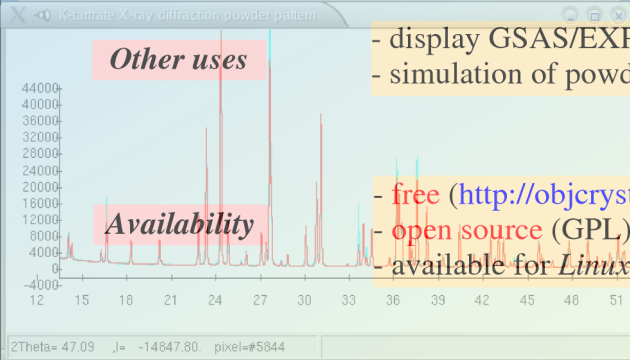 K-tartrate X-ray diffraction powder pattern
- display GSAS/EXP
Other uses
- simulation of powd
44000
40000
36000
32000
28000
24000
20000
16000
12000
8000
4000
0
-4000
- free (http://objcryst
Availability
- open source (GPL)
- available for Linux
12 15 18 21 24 27 30 33 36 39 42 45 48 51
2Theta= 47.09 ,I= -14847.80. pixel=#5844